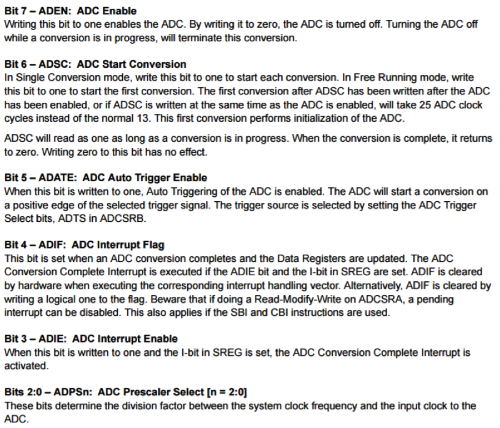 Bit 7 – ADEN: ADC Enable
Writing this bit to one enables the ADC. By writing it to zero, the ADC is turned off. Turning the ADC off
while a conversion is in progress, will terminate this conversion.
Bit 6 – ADSC: ADC Start Conversion
In Single Conversion mode, write this bit to one to start each conversion. In Free Running mode, write
this bit to one to start the first conversion. The first conversion after ADSC has been written after the ADC
has been enabled, or if ADSC is written at the same time as the ADC is enabled, will take 25 ADC clock
cycles instead of the normal 13. This first conversion performs initialization of the ADC.
ADSC will read as one as long as a conversion is in progress. When the conversion is complete, it returns
to zero. Writing zero to this bit has no effect.
Bit 5 – ADATE: ADC Auto Trigger Enable
When this bit is written to one, Auto Triggering of the ADC is enabled. The ADC will start a conversion on
a positive edge of the selected trigger signal. The trigger source is selected by setting the ADC Trigger
Select bits, ADTS in ADCSRB.
Bit 4 – ADIF: ADC Interrupt Flag
This bit is set when an ADC conversion completes and the Data Registers are updated. The ADC
Conversion Complete Interrupt is executed if the ADIE bit and the I-bit in SREG are set. ADIF is cleared
by hardware when executing the corresponding interrupt handling vector. Alternatively, ADIF is cleared by
writing a logical one to the flag. Beware that if doing a Read-Modify-Write on ADCSRA, a pending
interrupt can be disabled. This also applies if the SBI and CBI instructions are used.
Bit 3 – ADIE: ADC Interrupt Enable
When this bit is written to one and the I-bit in SREG is set, the ADC Conversion Complete Interrupt is
activated.
Bits 2:0 – ADPSn: ADC Prescaler Select [n = 2:0]
These bits determine the division factor between the system clock frequency and the input clock to the
ADC.